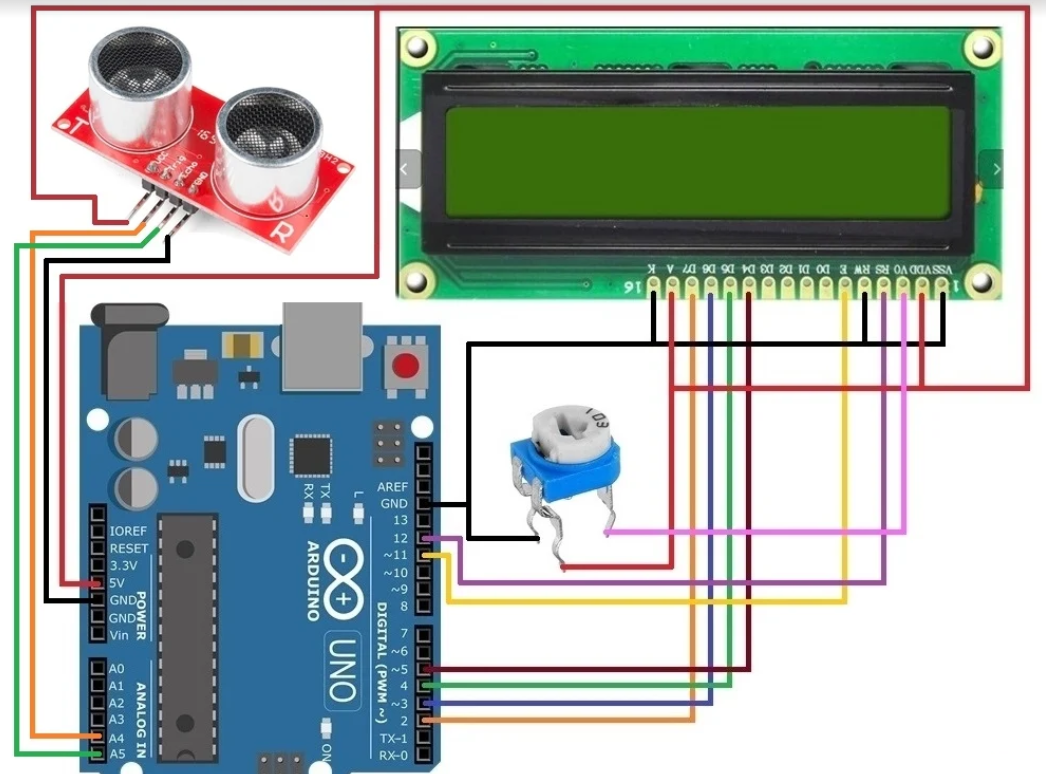 T
VCC
Trig
Echo
GND
R
K A D7 D6 D5 D4 D3 D2 D1 D0 E RW RS V0 VDD VSS
16
1
103
RX
TX
L
AREF
GND
13
12
~11
~10
~9
8
7
~6
~5
4
~3
2
TX-1
RX-0
DIGITAL (PWM ~)
IOREF
RESET
3.3V
5V
GND
GND
Vin
POWER
A0
A1
A2
A3
A4
A5
ANALOG IN
ARDUINO
UNO
ON